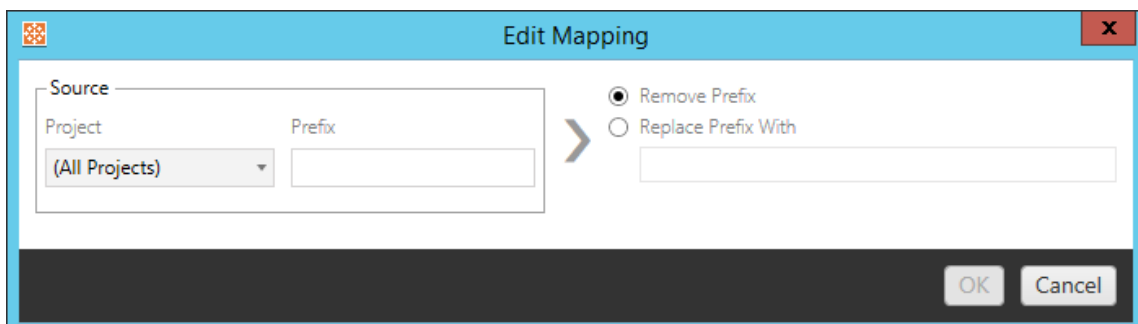 Edit Mapping
x
Source
Project
Prefix
(All Projects)
Remove Prefix
Replace Prefix With
OK
Cancel